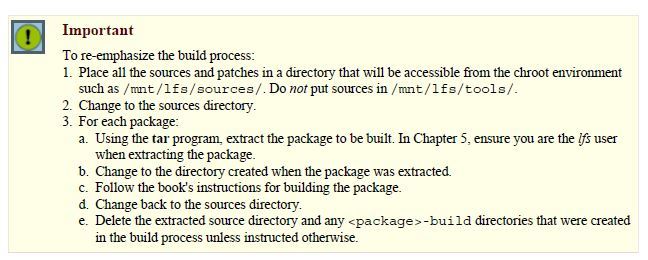 Important
To re-emphasize the build process:
1. Place all the sources and patches in a directory that will be accessible from the chroot environment
such as /mnt/lfs/sources/. Do not put sources in /mnt/lfs/tools/.
2. Change to the sources directory.
3. For each package:
a. Using the tar program, extract the package to be built. In Chapter 5, ensure you are the lfs user
when extracting the package.
b. Change to the directory created when the package was extracted.
c. Follow the book's instructions for building the package.
d. Change back to the sources directory.
e. Delete the extracted source directory and any <package>-build directories that were created
in the build process unless instructed otherwise.